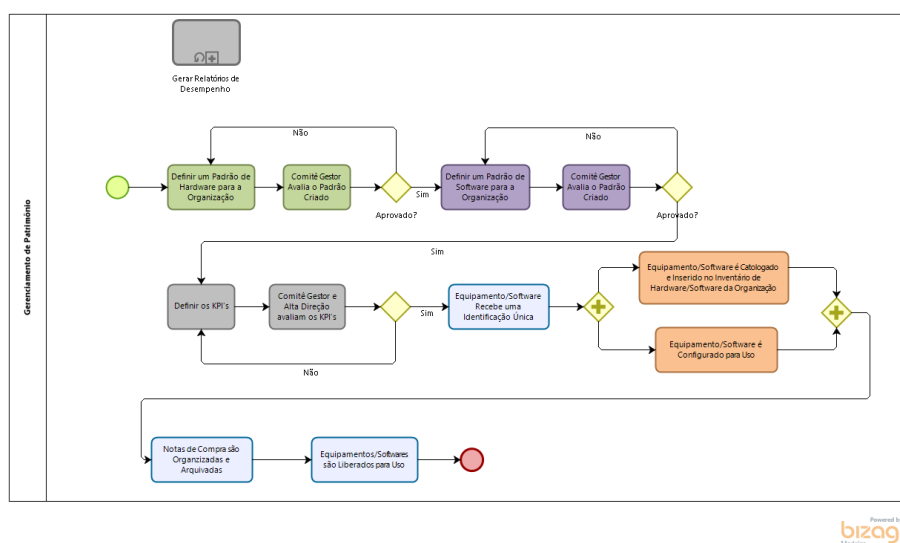 Gerenciamento de Patrimônio
Gerar Relatórios de
Desempenho
Não
Não
Definir um Padrão de
Hardware para a
Organização
Comitê Gestor
Avalia o Padrão
Criado
Sim
Aprovado?
Definir um Padrão de
Software para a
Organização
Comitê Gestor
Avalia o Padrão
Criado
Aprovado?
Sim
Definir os KPI's
Comitê Gestor e
Alta Direção
avaliam os KPI's
Sim
Não
Equipamento/Software
Recebe uma
Identificação Única
Equipamento/Software é Catologado
e Inserido no Inventário de
Hardware/Software da Organização
Equipamento/Software é
Configurado para Uso
Notas de Compra são
Organzizadas e
Arquivadas
Equipamentos/Softwares
são Liberados para Uso
Powered by
bizagi
Modeler